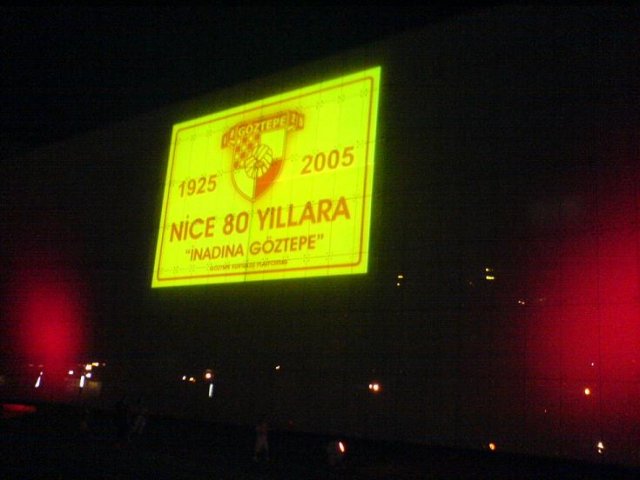 GÖZTEPE
1925 2005
NİCE 80 YILLARA
"İNADINA GÖZTEPE"